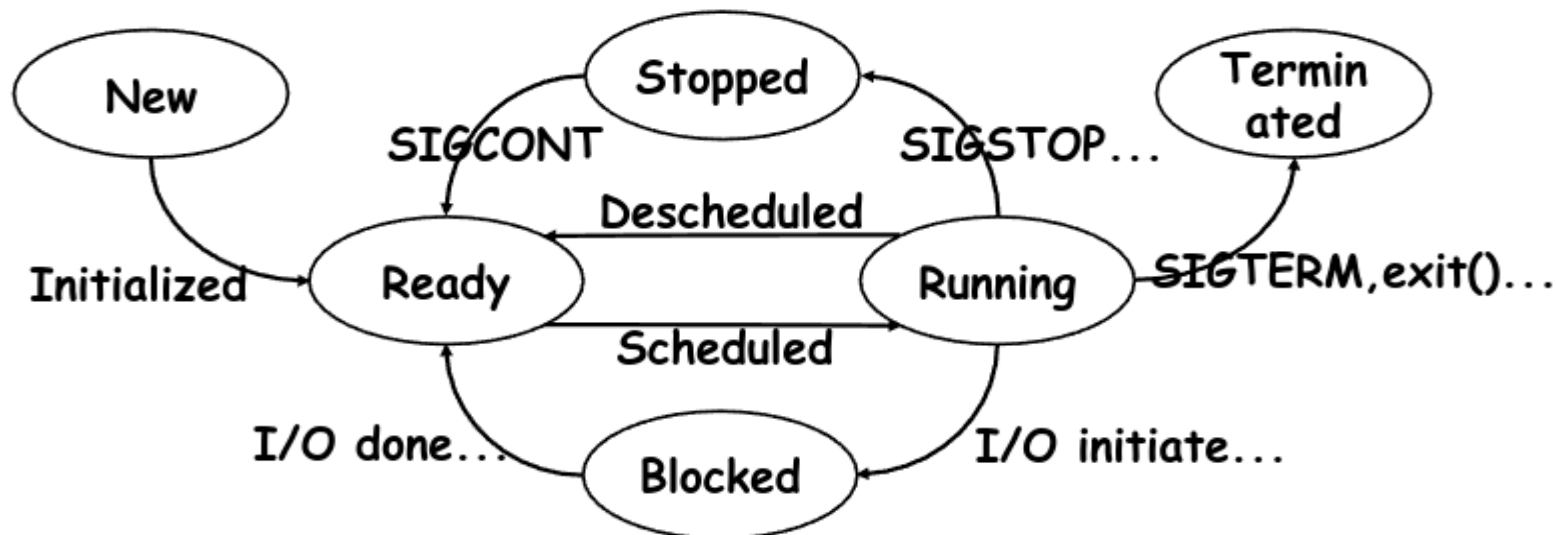 New
Stopped
Termin
ated
SIGCONT
SIGSTOP...
Descheduled
Initialized
Ready
Running
SIGTERM,exit()...
Scheduled
I/O done...
Blocked
I/O initiate...